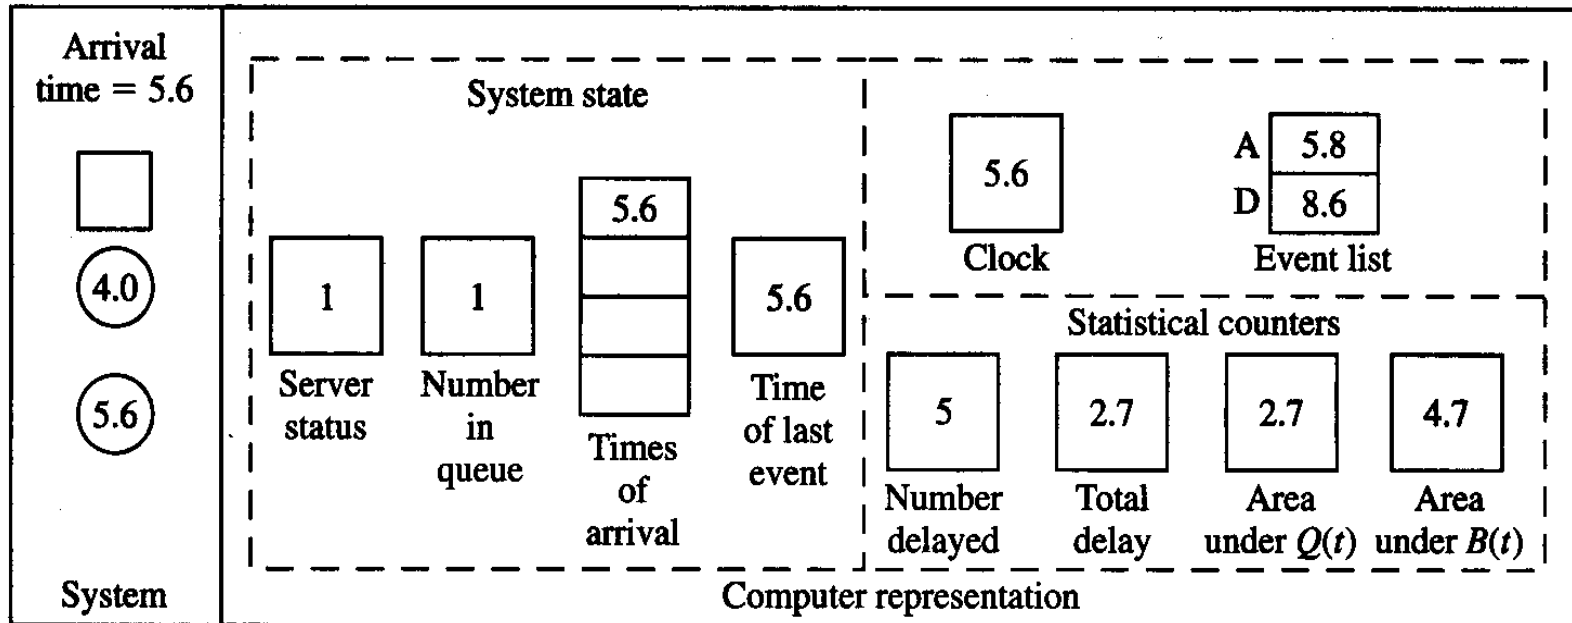 Arrival
time = 5.6
4.0
5.6
System
System state
1
Server
status
1
Number
in
queue
5.6
Times
of
arrival
5.6
Time
of last
event
5.6
Clock
A 5.8
D 8.6
Event list
Statistical counters
5
Number
delayed
2.7
Total
delay
2.7
Area
under Q(t)
4.7
Area
under B(t)
Computer representation